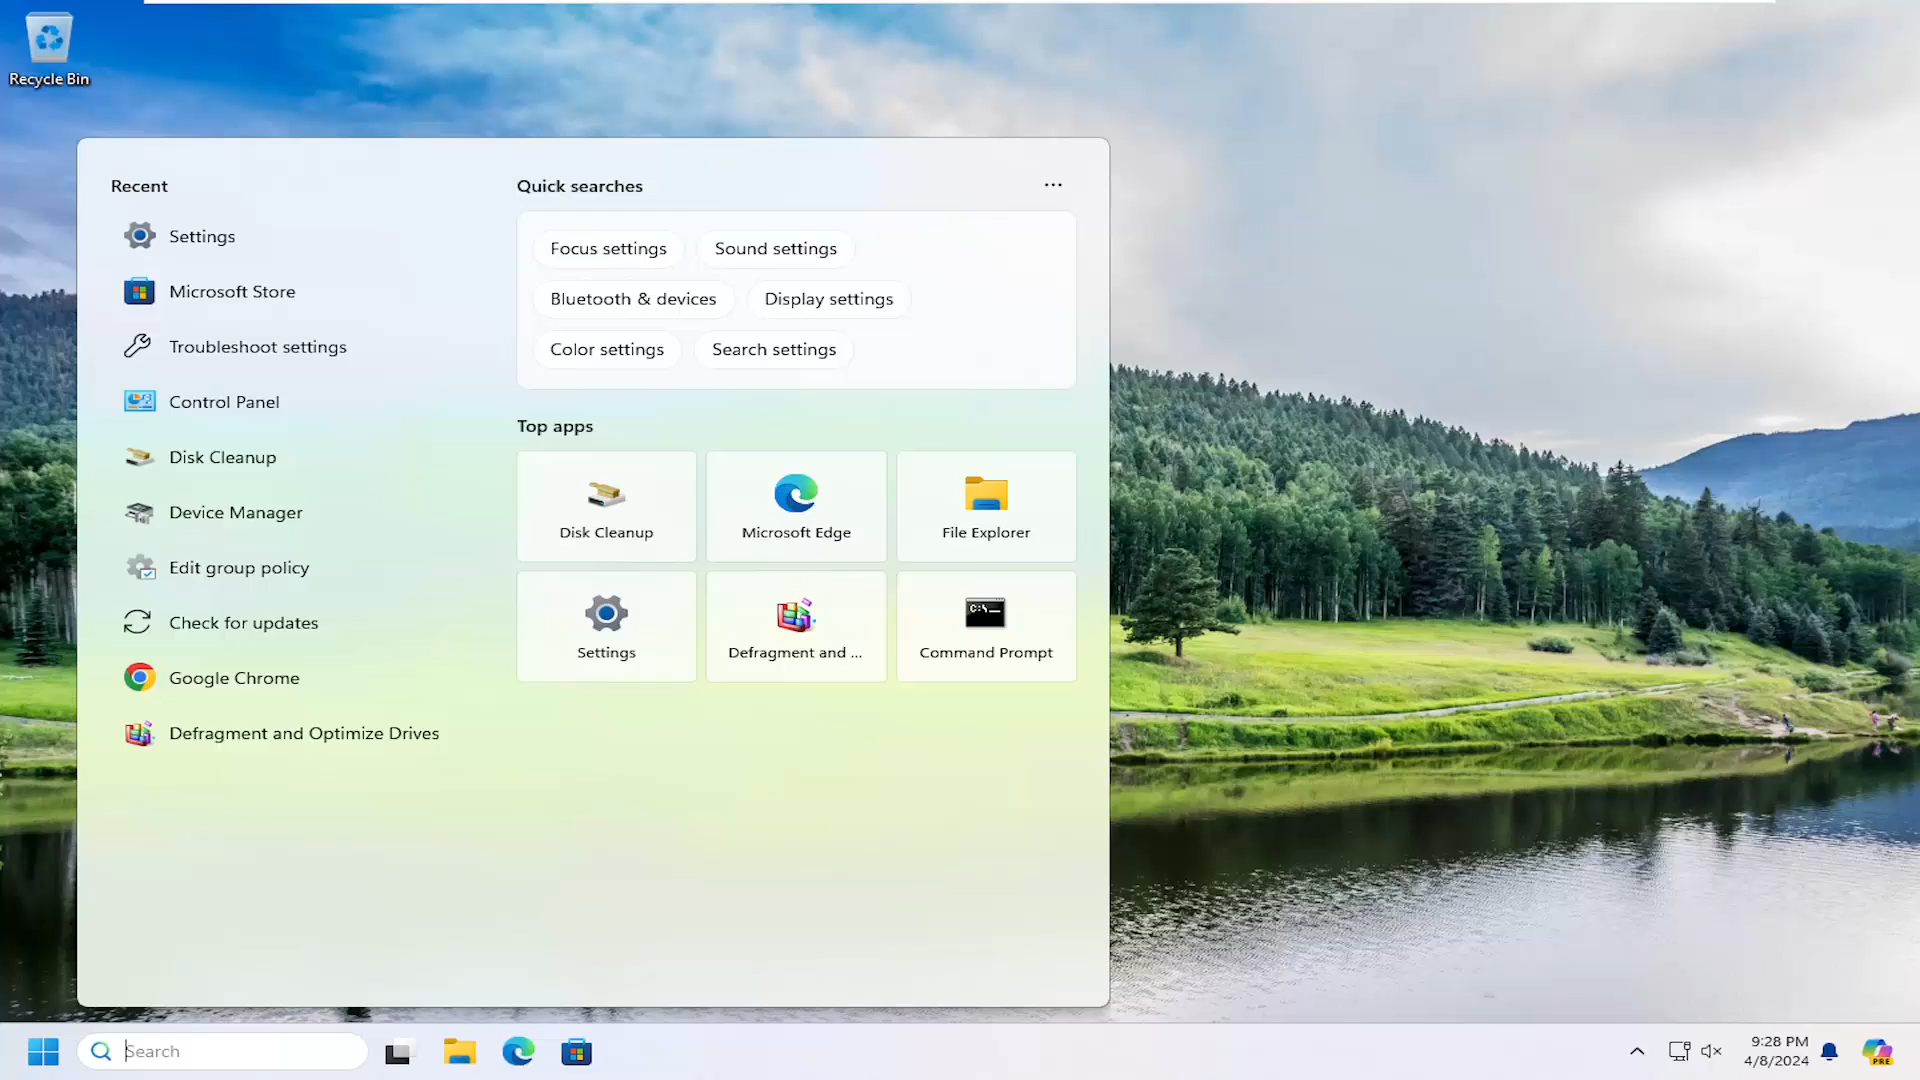 Recycle Bin
Recent
Settings
Microsoft Store
Troubleshoot settings
Control Panel
Disk Cleanup
Device Manager
Edit group policy
Check for updates
Google Chrome
Defragment and Optimize Drives
Quick searches
Focus settings
Sound settings
Bluetooth & devices
Display settings
Color settings
Search settings
Top apps
Disk Cleanup
Microsoft Edge
File Explorer
Settings
Defragment and ...
C:\_
Command Prompt
Search
9:28 PM
4/8/2024
PRE